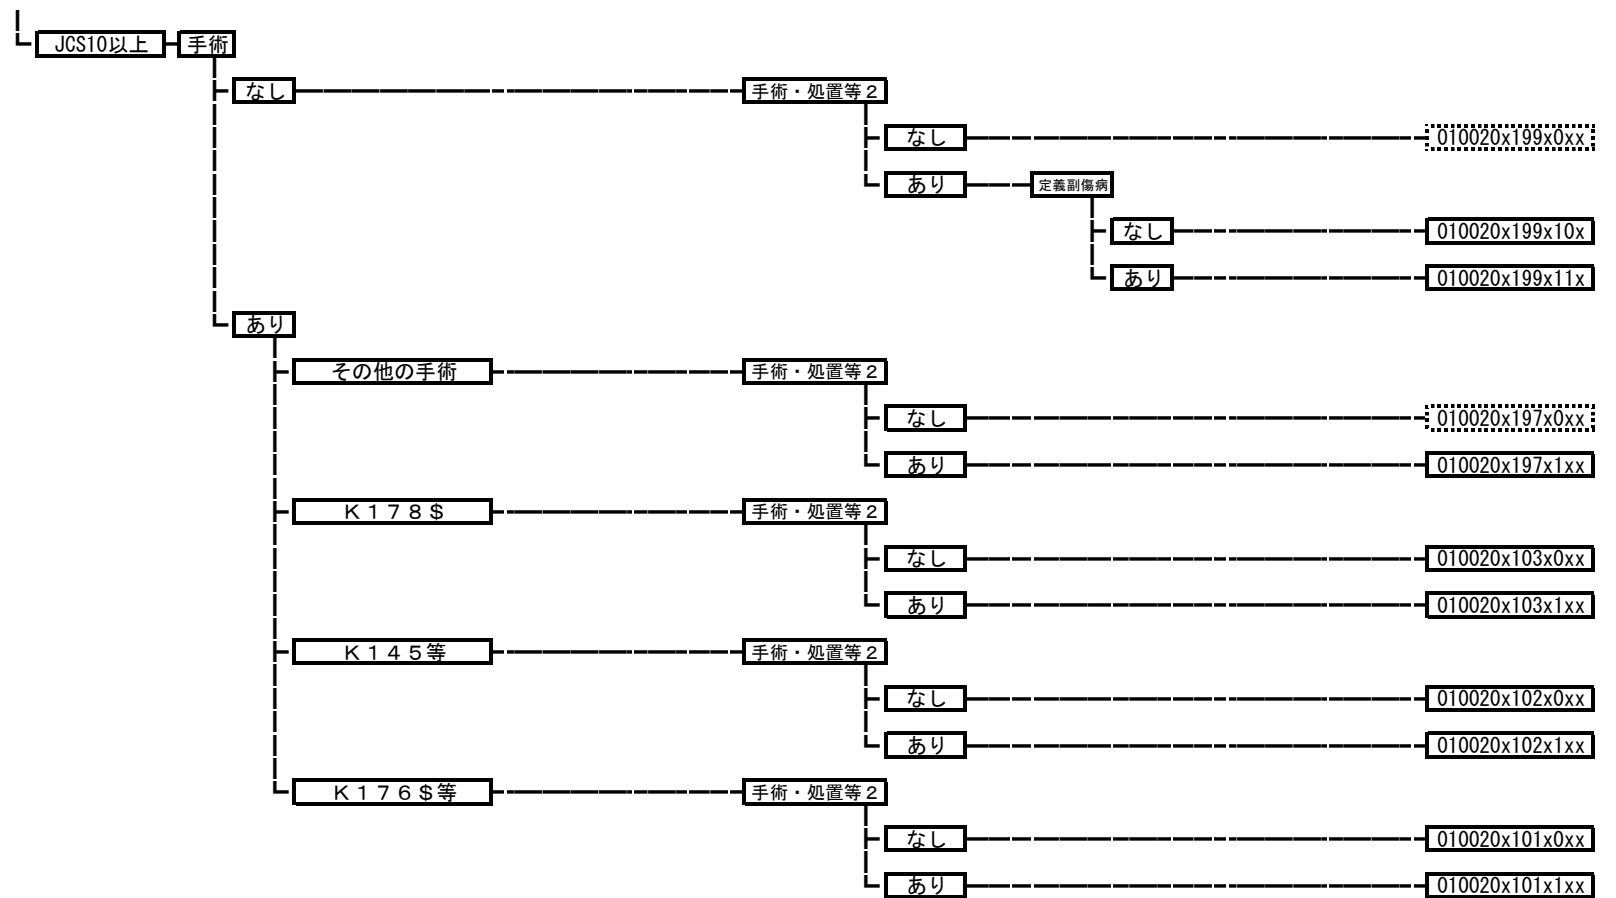 JCS10以上 手術
なし 手術・処置等２
なし 010020x199x0xx
あり 定義副傷病
なし 010020x199x10x
あり 010020x199x11x
あり
その他の手術 手術・処置等２
なし 010020x197x0xx
あり 010020x197x1xx
Ｋ１７８＄ 手術・処置等２
なし 010020x103x0xx
あり 010020x103x1xx
Ｋ１４５等 手術・処置等２
なし 010020x102x0xx
あり 010020x102x1xx
Ｋ１７６＄等 手術・処置等２
なし 010020x101x0xx
あり 010020x101x1xx